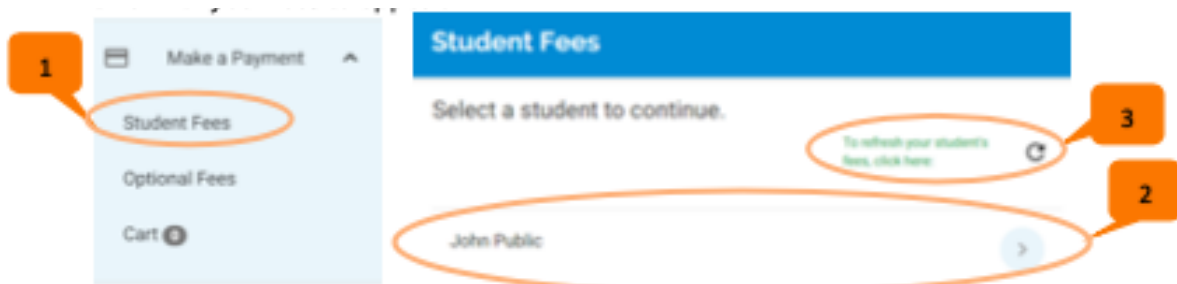 1
Make a Payment
Student Fees
Optional Fees
Cart
Student Fees
Select a student to continue.
3
To refresh your student's
fees, click here:
2
John Public